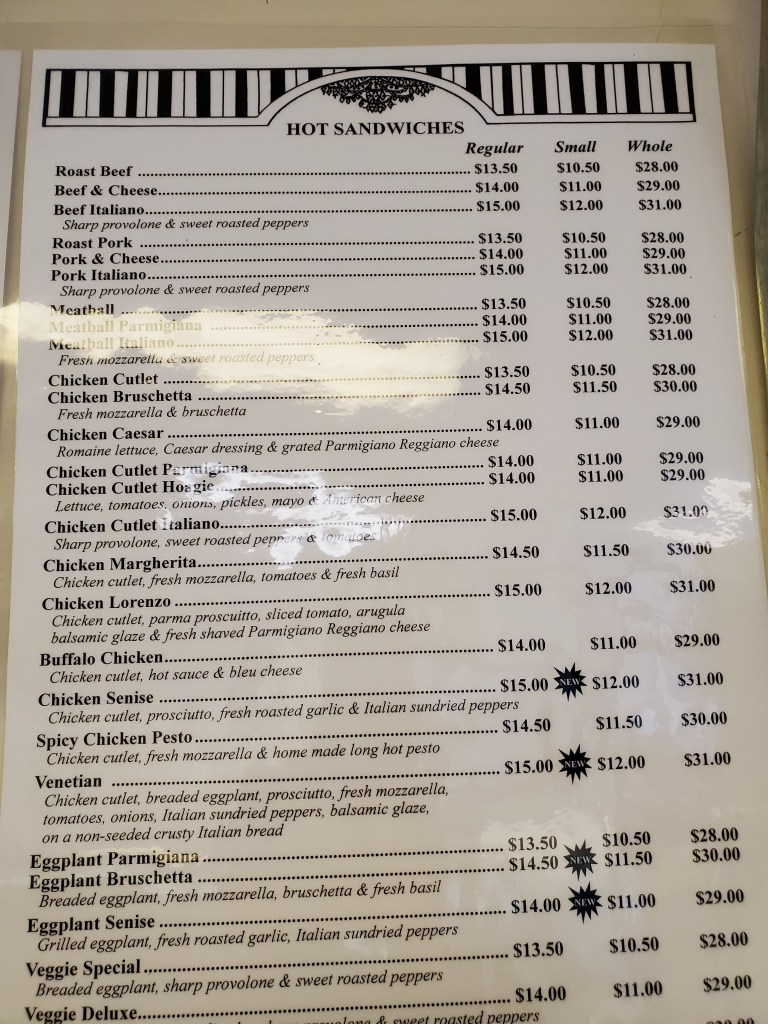 HOT SANDWICHES
Regular Small Whole
Roast Beef ........ $13.50 $10.50 $28.00
Beef & Cheese........ $14.00 $11.00 $29.00
Beef Italiano........ $15.00 $12.00 $31.00
Sharp provolone & sweet roasted peppers
Roast Pork ........ $13.50 $10.50 $28.00
Pork & Cheese........ $14.00 $11.00 $29.00
Pork Italiano........ $15.00 $12.00 $31.00
Sharp provolone & sweet roasted peppers
Meatball ........ $13.50 $10.50 $28.00
Meatball Parmigiana ........ $14.00 $11.00 $29.00
Meatball Italiano........ $15.00 $12.00 $31.00
Fresh mozzarella & sweet roasted peppers
Chicken Cutlet ........ $13.50 $10.50 $28.00
Chicken Bruschetta ........ $14.50 $11.50 $30.00
Fresh mozzarella & bruschetta
Chicken Caesar ........ $14.00 $11.00 $29.00
Romaine lettuce, Caesar dressing & grated Parmigiano Reggiano cheese
Chicken Cutlet Parmigiana ........ $14.00 $11.00 $29.00
Chicken Cutlet Hoagie ........ $14.00 $11.00 $29.00
Lettuce, tomatoes, onions, pickles, mayo & American cheese
Chicken Cutlet Italiano........ $15.00 $12.00 $31.00
Sharp provolone, sweet roasted peppers & tomatoes
Chicken Margherita........ $14.50 $11.50 $30.00
Chicken cutlet, fresh mozzarella, tomatoes & fresh basil
Chicken Lorenzo ........ $15.00 $12.00 $31.00
Chicken cutlet, parma proscuitto, sliced tomato, arugula
balsamic glaze & fresh shaved Parmigiano Reggiano cheese
Buffalo Chicken........ $14.00 $11.00 $29.00
Chicken cutlet, hot sauce & bleu cheese
Chicken Senise ........ $15.00 NEW $12.00 $31.00
Chicken cutlet, prosciutto, fresh roasted garlic & Italian sundried peppers
Spicy Chicken Pesto ........ $14.50 $11.50 $30.00
Chicken cutlet, fresh mozzarella & home made long hot pesto
Venetian ........ $15.00 NEW $12.00 $31.00
Chicken cutlet, breaded eggplant, prosciutto, fresh mozzarella,
tomatoes, onions, Italian sundried peppers, balsamic glaze,
on a non-seeded crusty Italian bread
Eggplant Parmigiana ........ $13.50 $10.50 $28.00
Eggplant Bruschetta ........ $14.50 NEW $11.50 $30.00
Breaded eggplant, fresh mozzarella, bruschetta & fresh basil
Eggplant Senise ........ $14.00 NEW $11.00 $29.00
Grilled eggplant, fresh roasted garlic, Italian sundried peppers
Veggie Special ........ $13.50 $10.50 $28.00
Breaded eggplant, sharp provolone & sweet roasted peppers
Veggie Deluxe........ $14.00 $11.00 $29.00
provolone & sweet roasted peppers